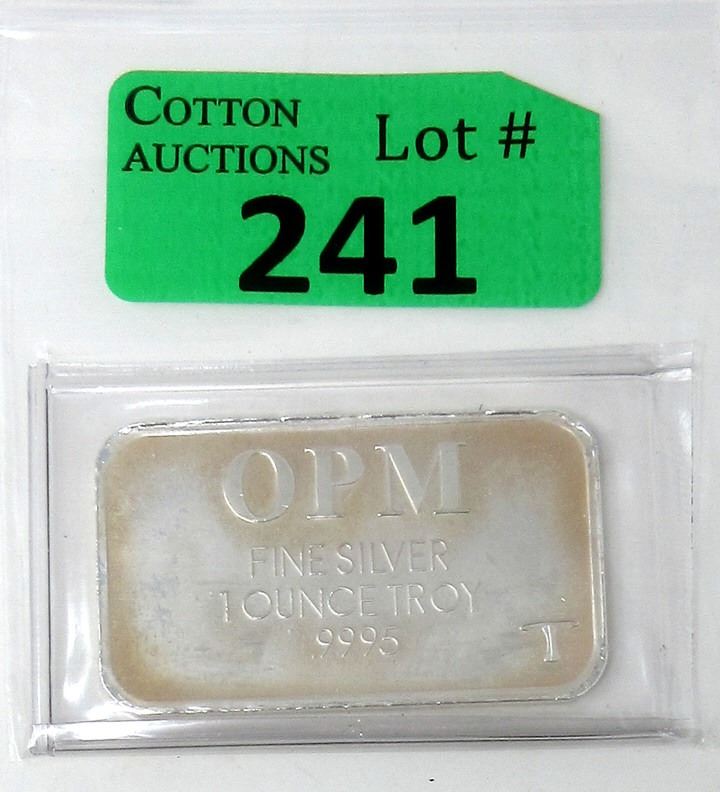 COTTON
AUCTIONS
Lot #
241
OPM
FINE SILVER
1 OUNCE TROY
.9995
T